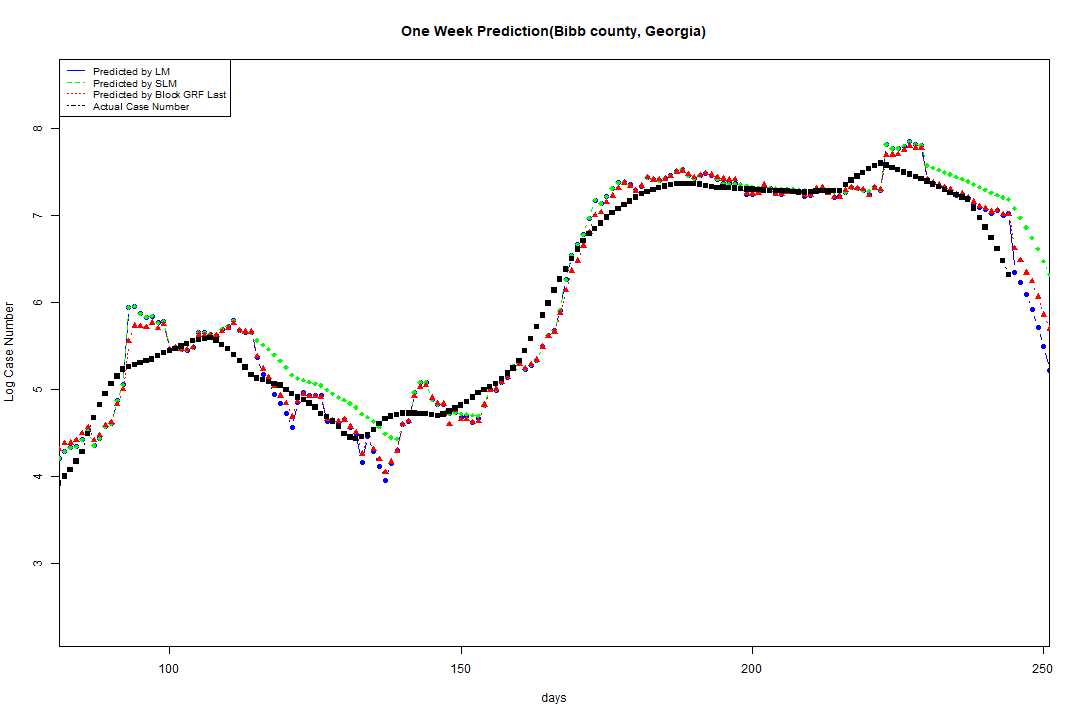 One Week Prediction(Bibb county, Georgia)
Predicted by LM
Predicted by SLM
Predicted by Block GRF Last
Actual Case Number
8
7
6
5
4
3
Log Case Number
100 150 200 250
days